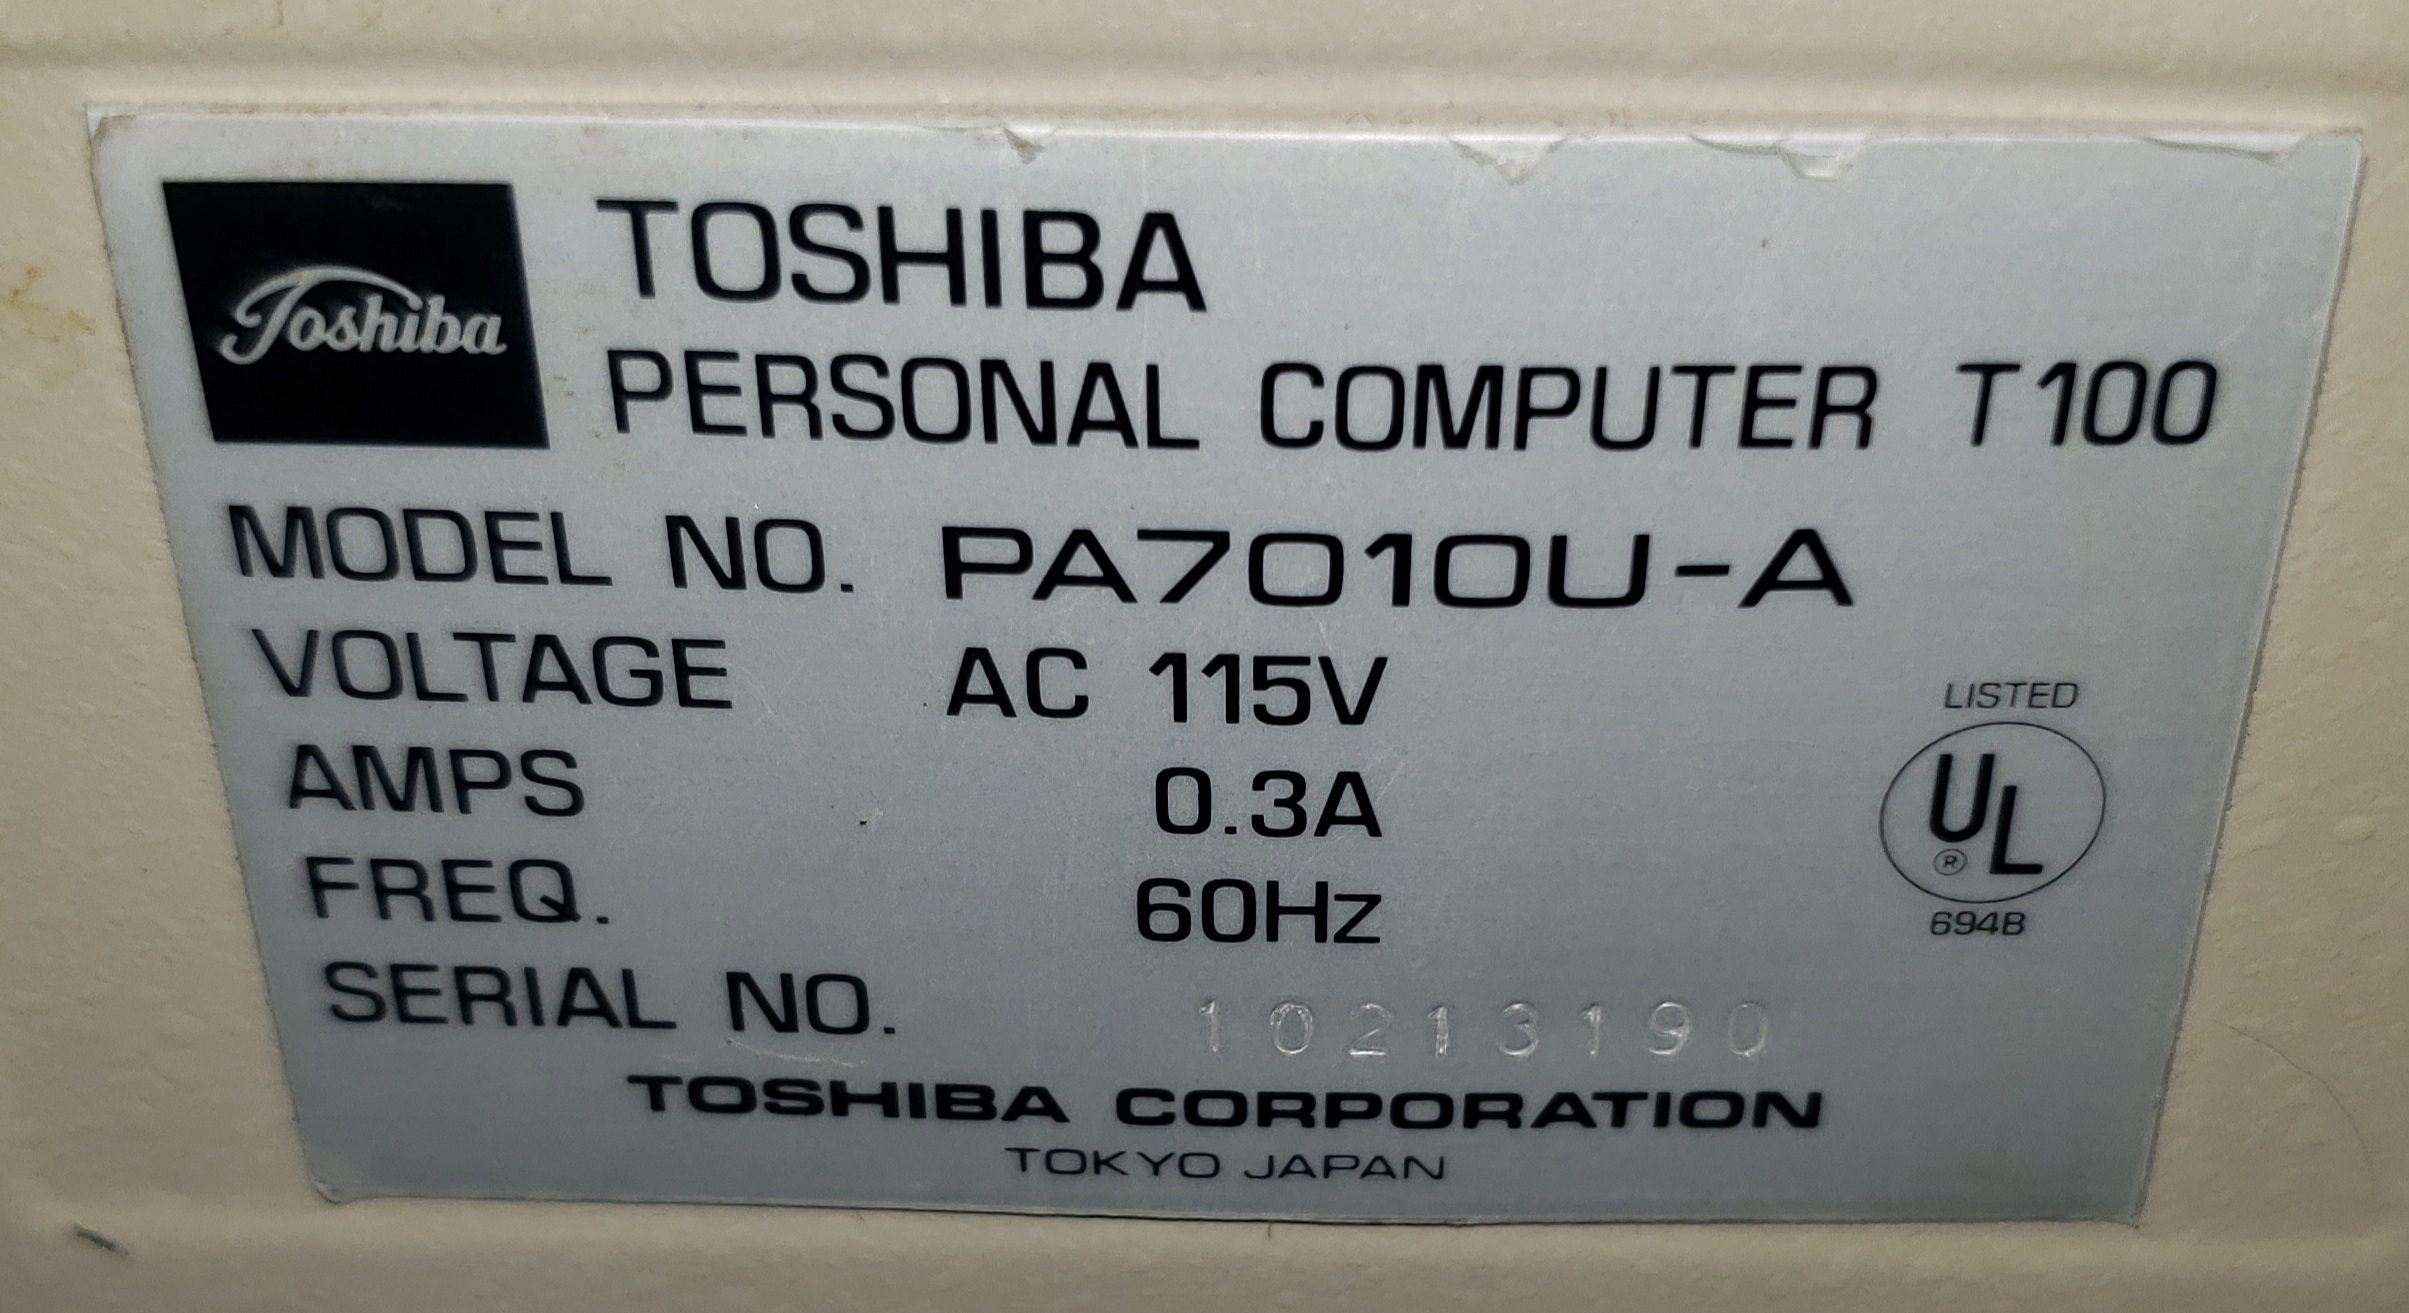 Toshiba
TOSHIBA
PERSONAL COMPUTER T100
MODEL NO. PA7010U-A
VOLTAGE AC 115V
AMPS 0.3A
FREQ. 60Hz
SERIAL NO. 10213190
LISTED
UL ®
694B
TOSHIBA CORPORATION
TOKYO JAPAN